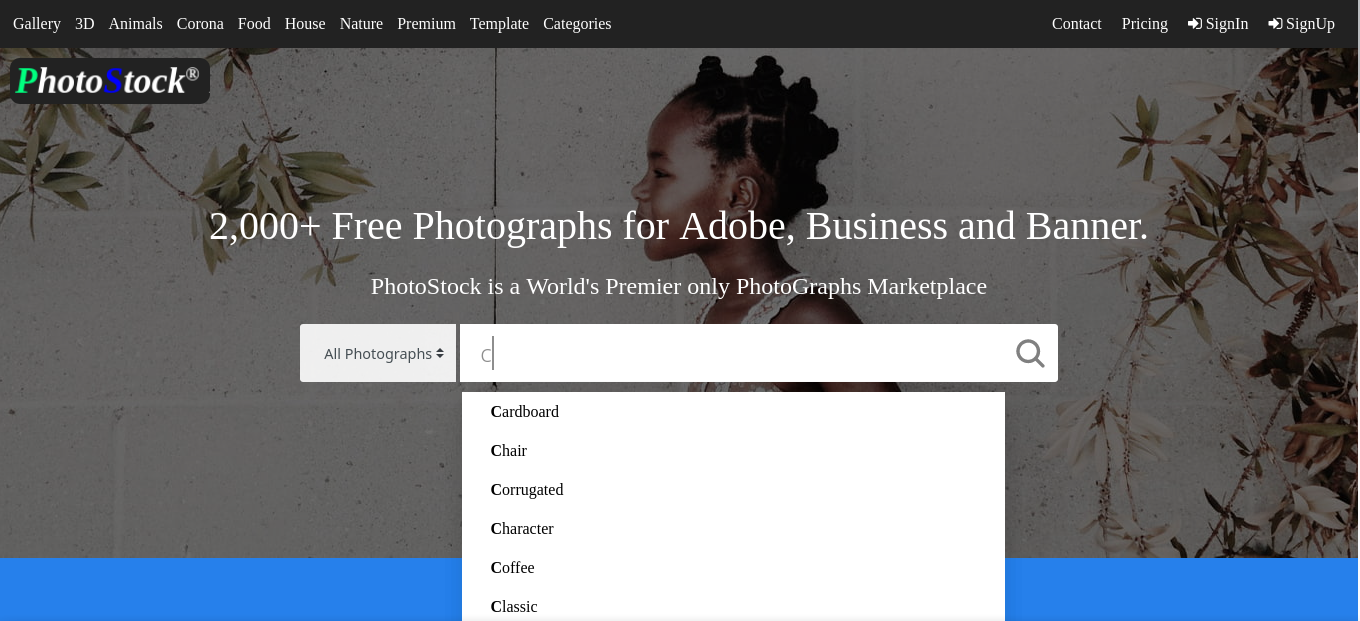 Gallery 3D Animals Corona Food House Nature Premium Template Categories Contact Pricing SignIn SignUp
PhotoStock®
2,000+ Free Photographs for Adobe, Business and Banner.
PhotoStock is a World's Premier only PhotoGraphs Marketplace
All Photographs C
Cardboard
Chair
Corrugated
Character
Coffee
Classic